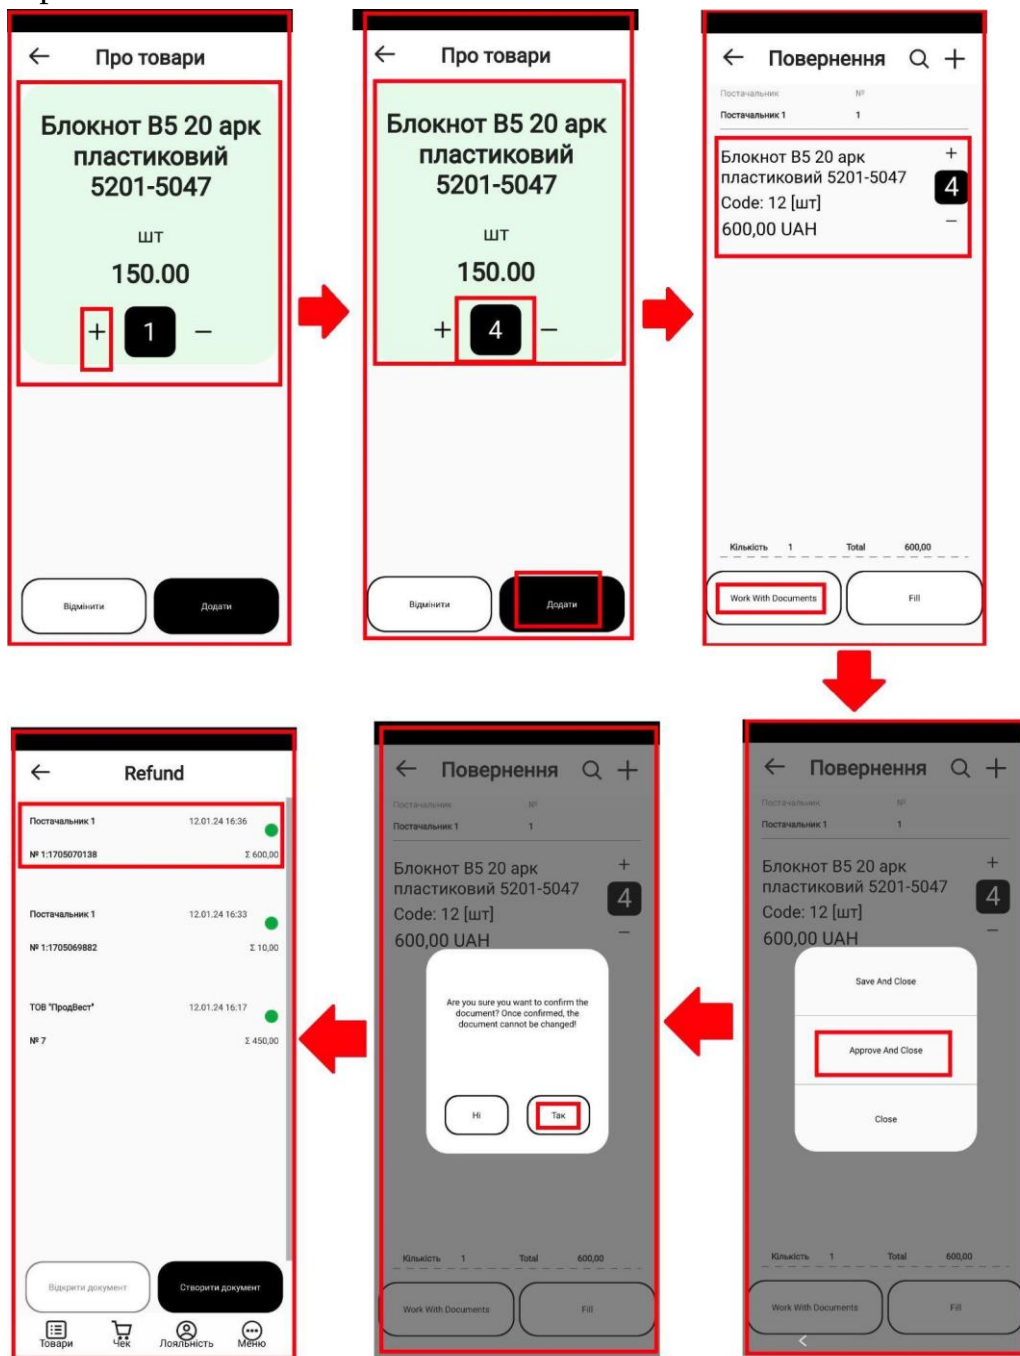 Про товари
Блокнот В5 20 арк
пластиковий
5201-5047
шт
150.00
+ 1 −
Відмінити
Додати
Про товари
Блокнот В5 20 арк
пластиковий
5201-5047
шт
150.00
+ 4 −
Відмінити
Додати
Повернення
Постачальник №
Постачальник 1 1
Блокнот В5 20 арк
пластиковий 5201-5047
Code: 12 [шт]
600,00 UAH
+
4
−
Кількість 1 Total 600,00
Work With Documents
Fill
Refund
Постачальник 1 12.01.24 16:36
№ 1:1705070138 Σ 600,00
Постачальник 1 12.01.24 16:33
№ 1:1705069882 Σ 10,00
ТОВ "ПродВест" 12.01.24 16:17
№ 7 Σ 450,00
Відкрити документ
Створити документ
Товари Чек Лояльність Меню
Повернення
Постачальник №
Постачальник 1 1
Блокнот В5 20 арк
пластиковий 5201-5047
Code: 12 [шт]
600,00 UAH
+
4
−
Are you sure you want to confirm the
document? Once confirmed, the
document cannot be changed!
Ні
Так
Кількість 1 Total 600,00
Work With Documents
Fill
Повернення
Постачальник №
Постачальник 1 1
Блокнот В5 20 арк
пластиковий 5201-5047
Code: 12 [шт]
600,00 UAH
+
4
−
Save And Close
Approve And Close
Close
Кількість 1 Total 600,00
Work With Documents
Fill